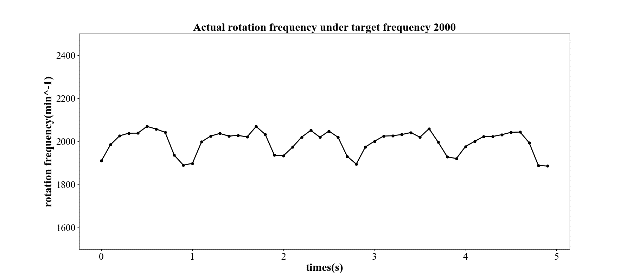 Actual rotation frequency under target frequency 2000
2400
2200
2000
1800
1600
rotation frequency(min^-1)
0 1 2 3 4 5
times(s)